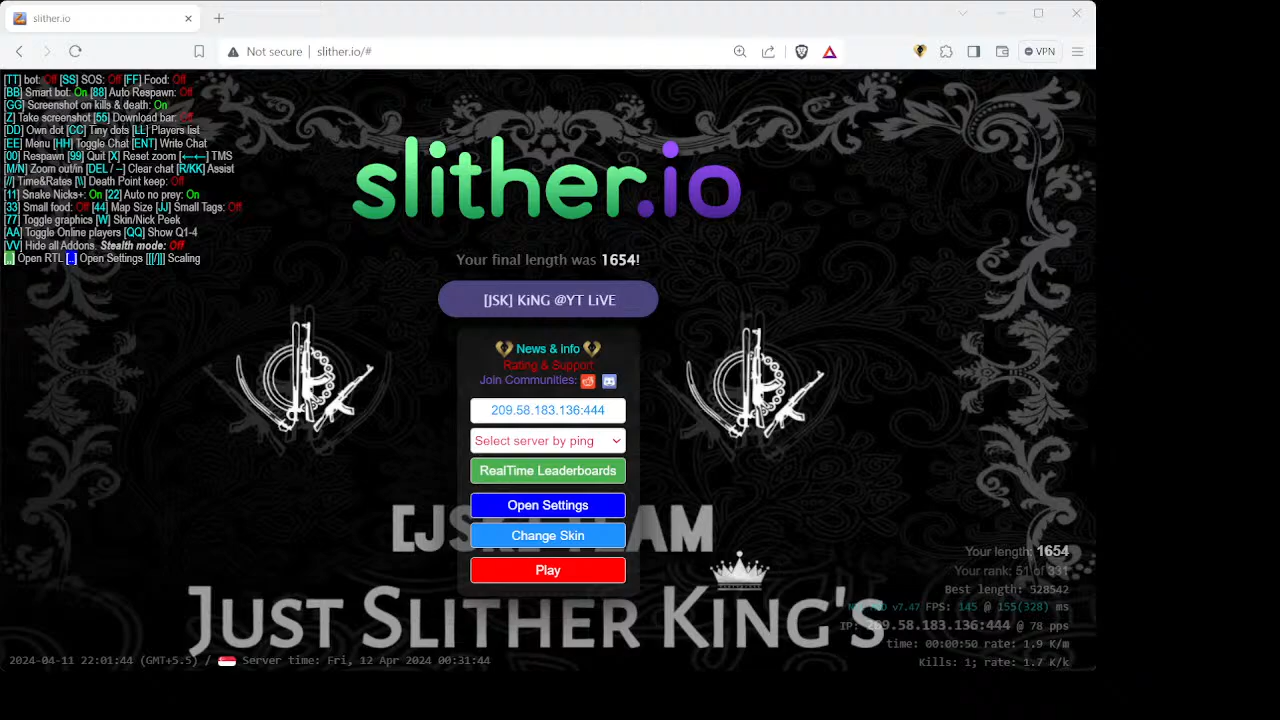 slither.io
Not secure
slither.io/#
VPN
[TT] bot: Off [SS] SOS: Off [FF] Food: Off
[BB] Smart bot: On [88] Auto Respawn: Off
[GG] Screenshot on kills & death: On
[Z] Take screenshot [55] Download bar: Off
[DD] Own dot [CC] Tiny dots [LL] Players list
[EE] Menu [HH] Toggle Chat [ENT] Write Chat
[00] Respawn [99] Quit [X] Reset zoom [←→] TMS
[M/N] Zoom out/in [DEL / --] Clear chat [R/KK] Assist
[//] Time&Rates [\\] Death Point keep: Off
[11] Snake Nicks+: On [22] Auto no prey: On
[33] Small food: Off [44] Map Size [JJ] Small Tags: Off
[77] Toggle graphics [W] Skin/Nick Peek
[AA] Toggle Online players [QQ] Show Q1-4
[VV] Hide all Addons. Stealth mode: Off
[,,] Open RTL [..] Open Settings [[[/]]] Scaling
slither.io
Your final length was 1654!
[JSK] KiNG @YT LiVE
News & info
Rating & Support
Join Communities:
209.58.183.136:444
Select server by ping
RealTime Leaderboards
Open Settings
Change Skin
Play
[JSK] TEAM
JUST SLITHER KING'S
Your length: 1654
Your rank: 51 of 331
Best length: 528542
v7.47 FPS: 145 @ 155(328) ms
IP: 209.58.183.136:444 @ 78 pps
time: 00:00:50 rate: 1.9 K/m
Kills: 1; rate: 1.7 K/k
2024-04-11 22:01:44 (GMT+5.5) / Server time: Fri, 12 Apr 2024 00:31:44